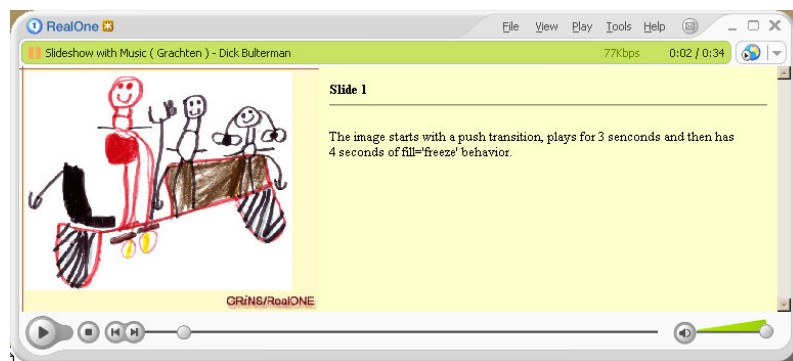 RealOne
File View Play Tools Help
Slideshow with Music ( Grachten ) - Dick Bulterman 77Kbps 0:02 / 0:34
Slide 1
The image starts with a push transition, plays for 3 senconds and then has
4 seconds of fill='freeze' behavior.
GRiNS/RealONE